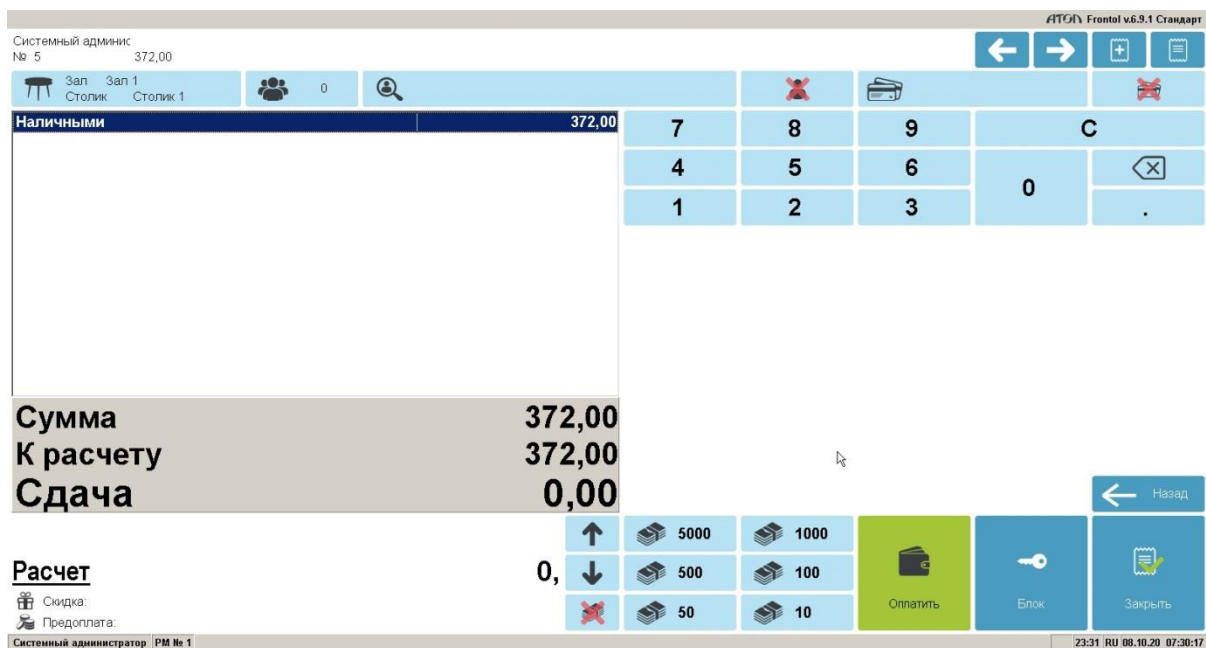 ATOL Frontol v.6.9.1 Стандарт
Системный админис
№ 5 372,00
Зал Зал 1
Столик Столик 1
0
Наличными 372,00
7 8 9 C
4 5 6
0
1 2 3 .
Сумма 372,00
К расчету 372,00
Сдача 0,00
Назад
5000 1000
Расчет 0,
500 100
Оплатить Блок Закрыть
Скидка:
50 10
Предоплата:
Системный администратор РМ № 1 23:31 RU 08.10.20 07:30:17